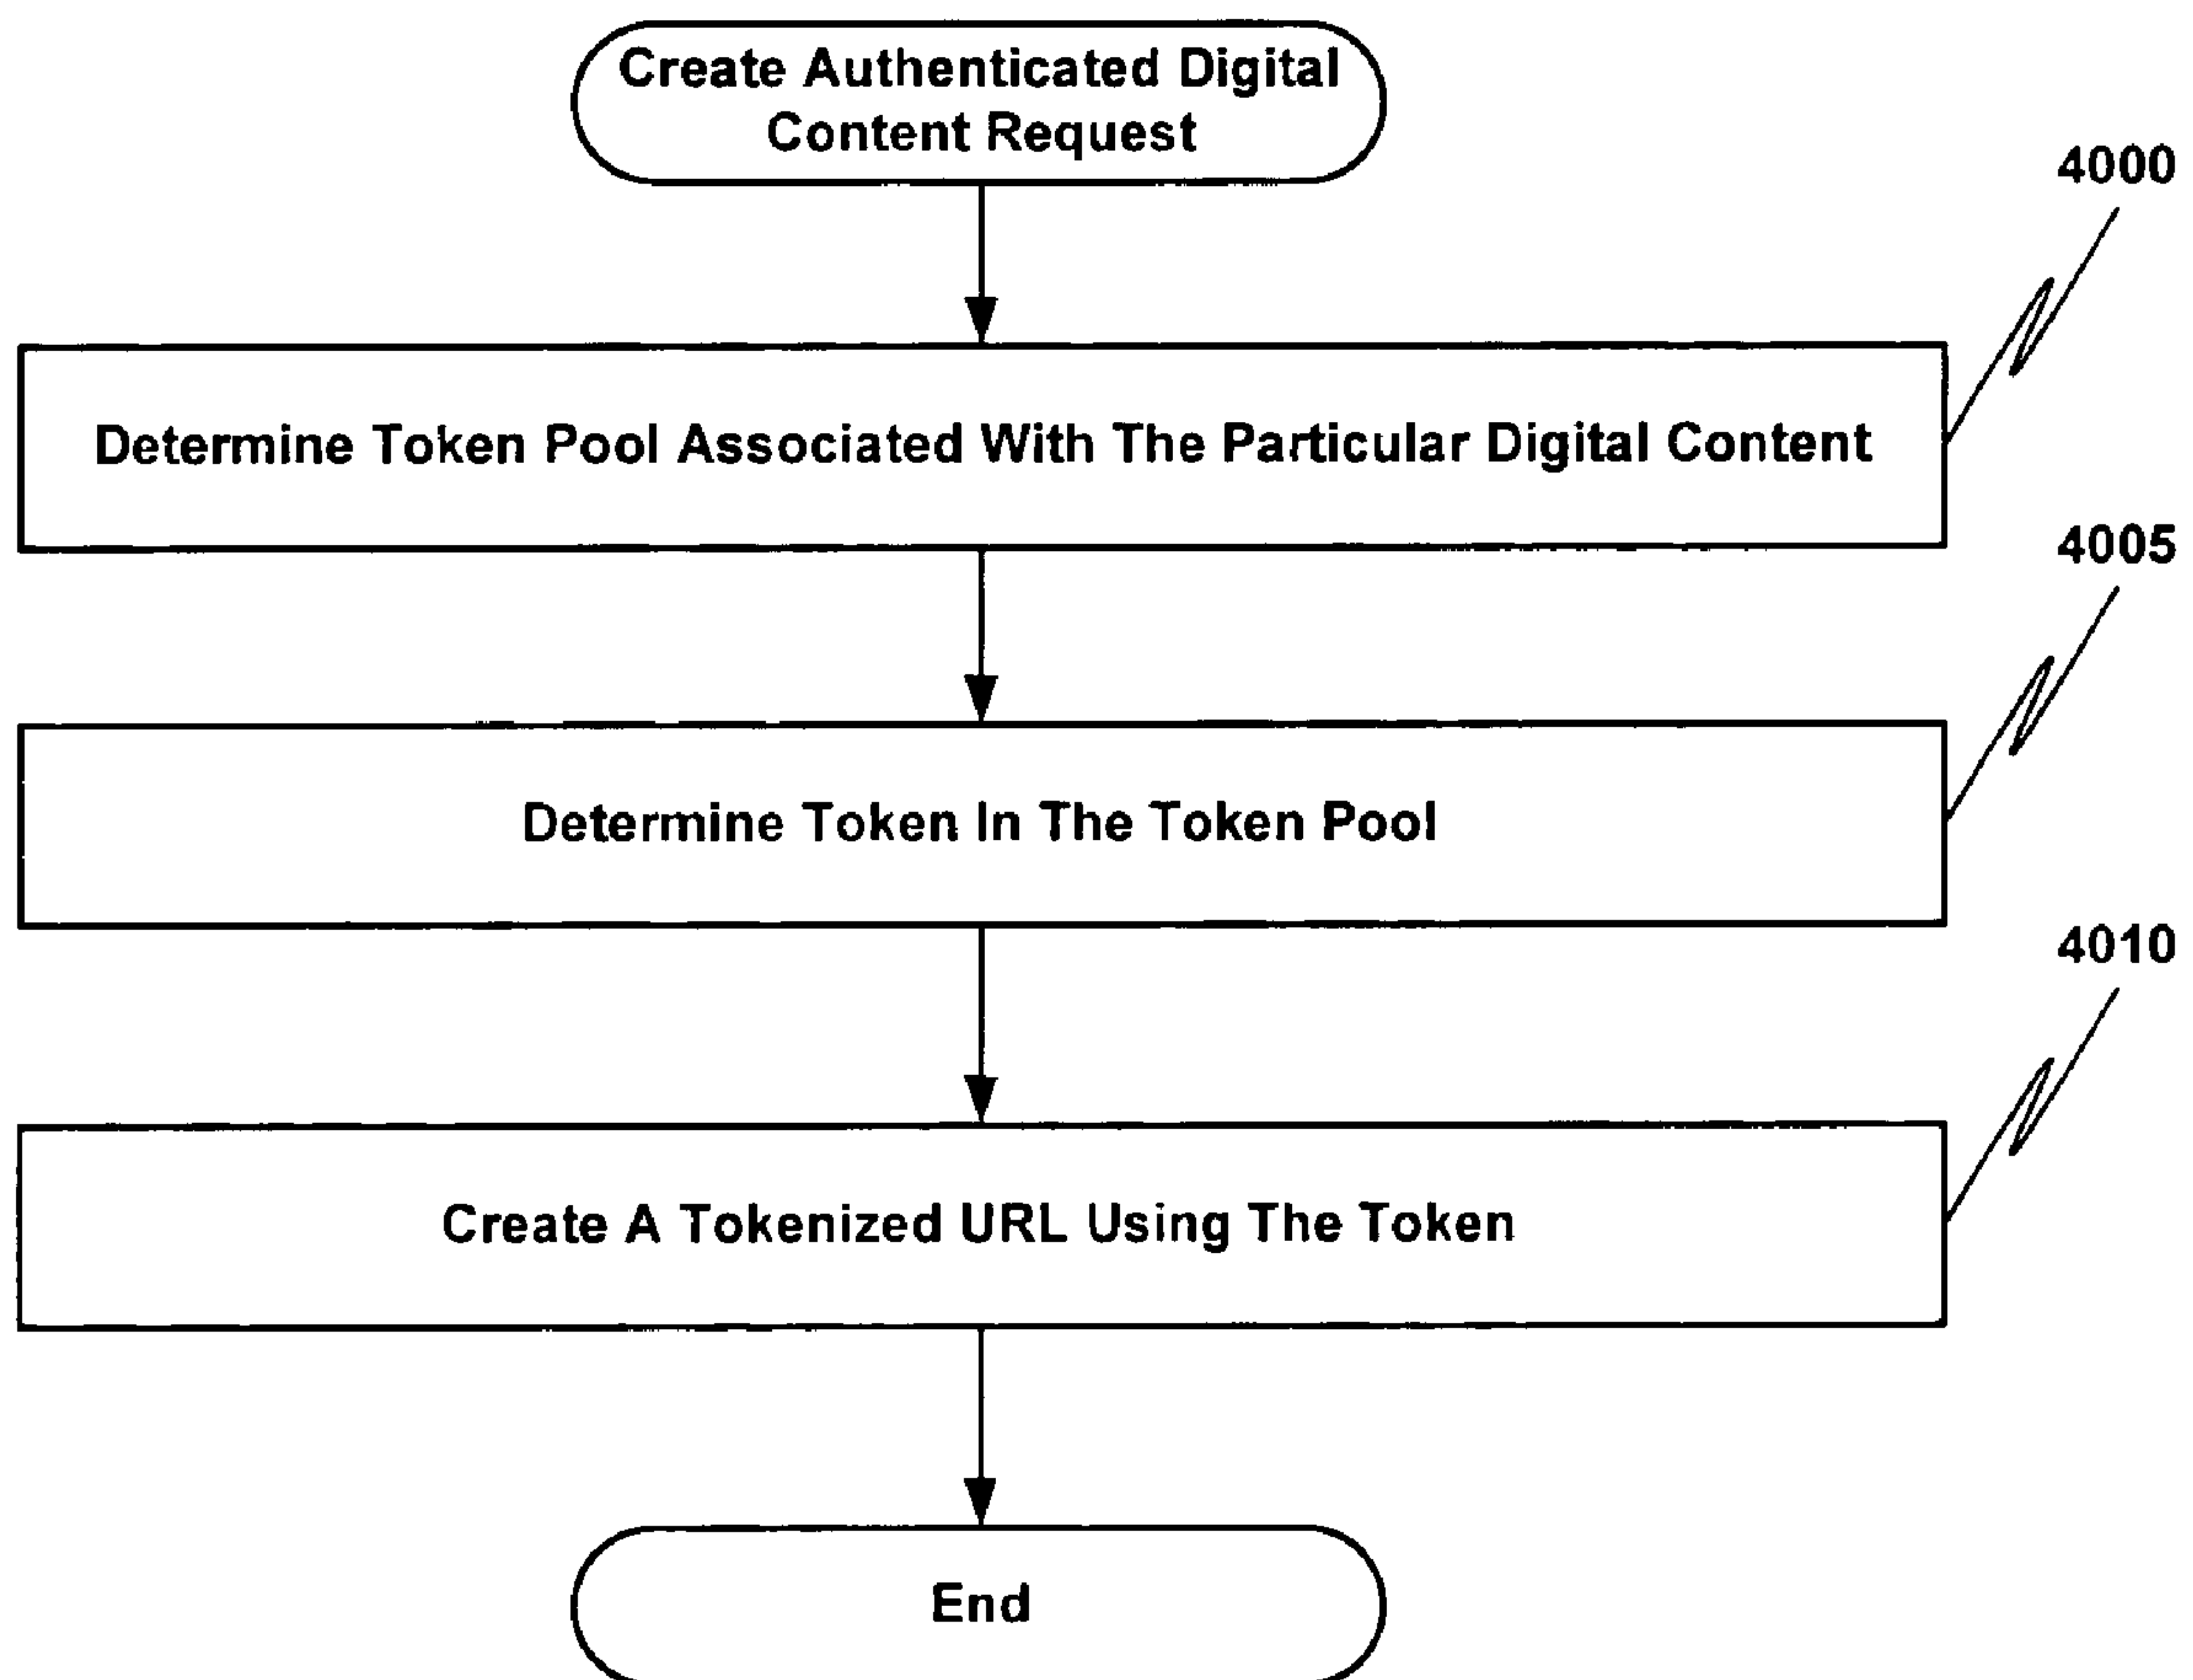 Create Authenticated Digital
Content Request
4000
Determine Token Pool Associated With The Particular Digital Content
4005
Determine Token In The Token Pool
4010
Create A Tokenized URL Using The Token
End